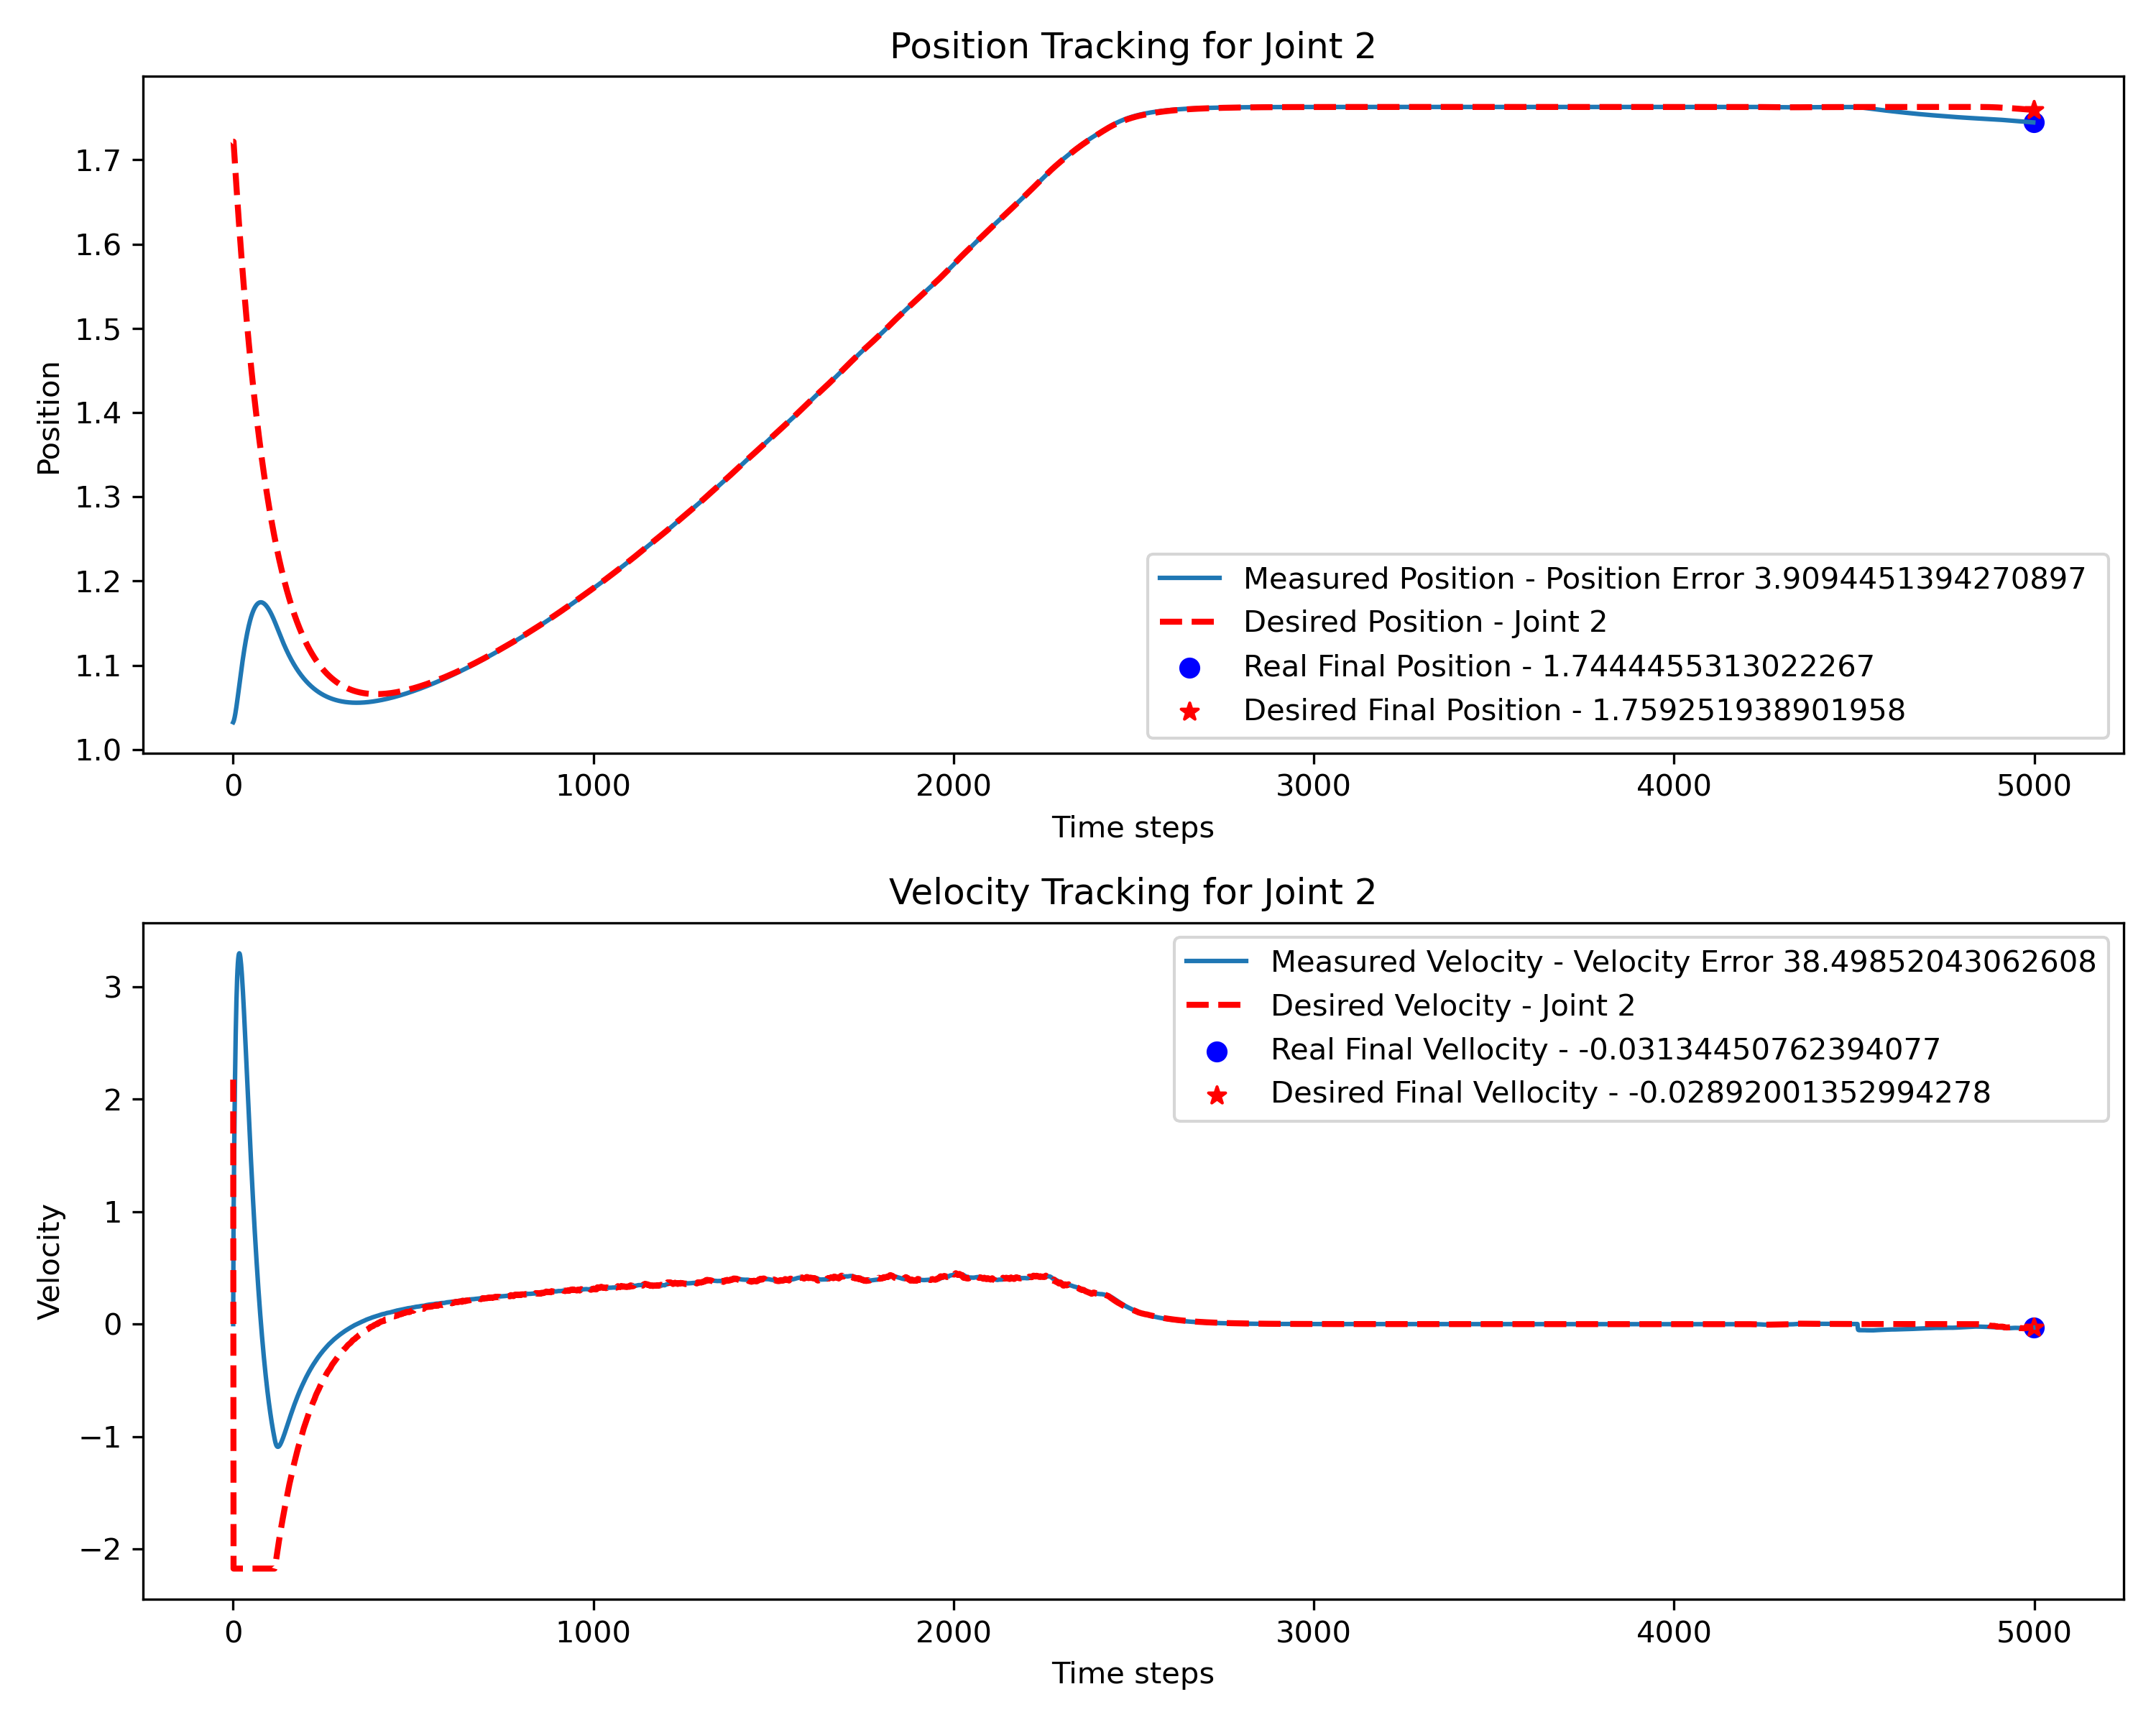 Position Tracking for Joint 2
Position
1.7
1.6
1.5
1.4
1.3
1.2
1.1
1.0
Measured Position - Position Error 3.9094451394270897
Desired Position - Joint 2
Real Final Position - 1.7444455313022267
Desired Final Position - 1.759251938901958
0 1000 2000 3000 4000 5000
Time steps
Velocity Tracking for Joint 2
Velocity
3
2
1
0
−1
−2
Measured Velocity - Velocity Error 38.49852043062608
Desired Velocity - Joint 2
Real Final Vellocity - -0.03134450762394077
Desired Final Vellocity - -0.02892001352994278
0 1000 2000 3000 4000 5000
Time steps